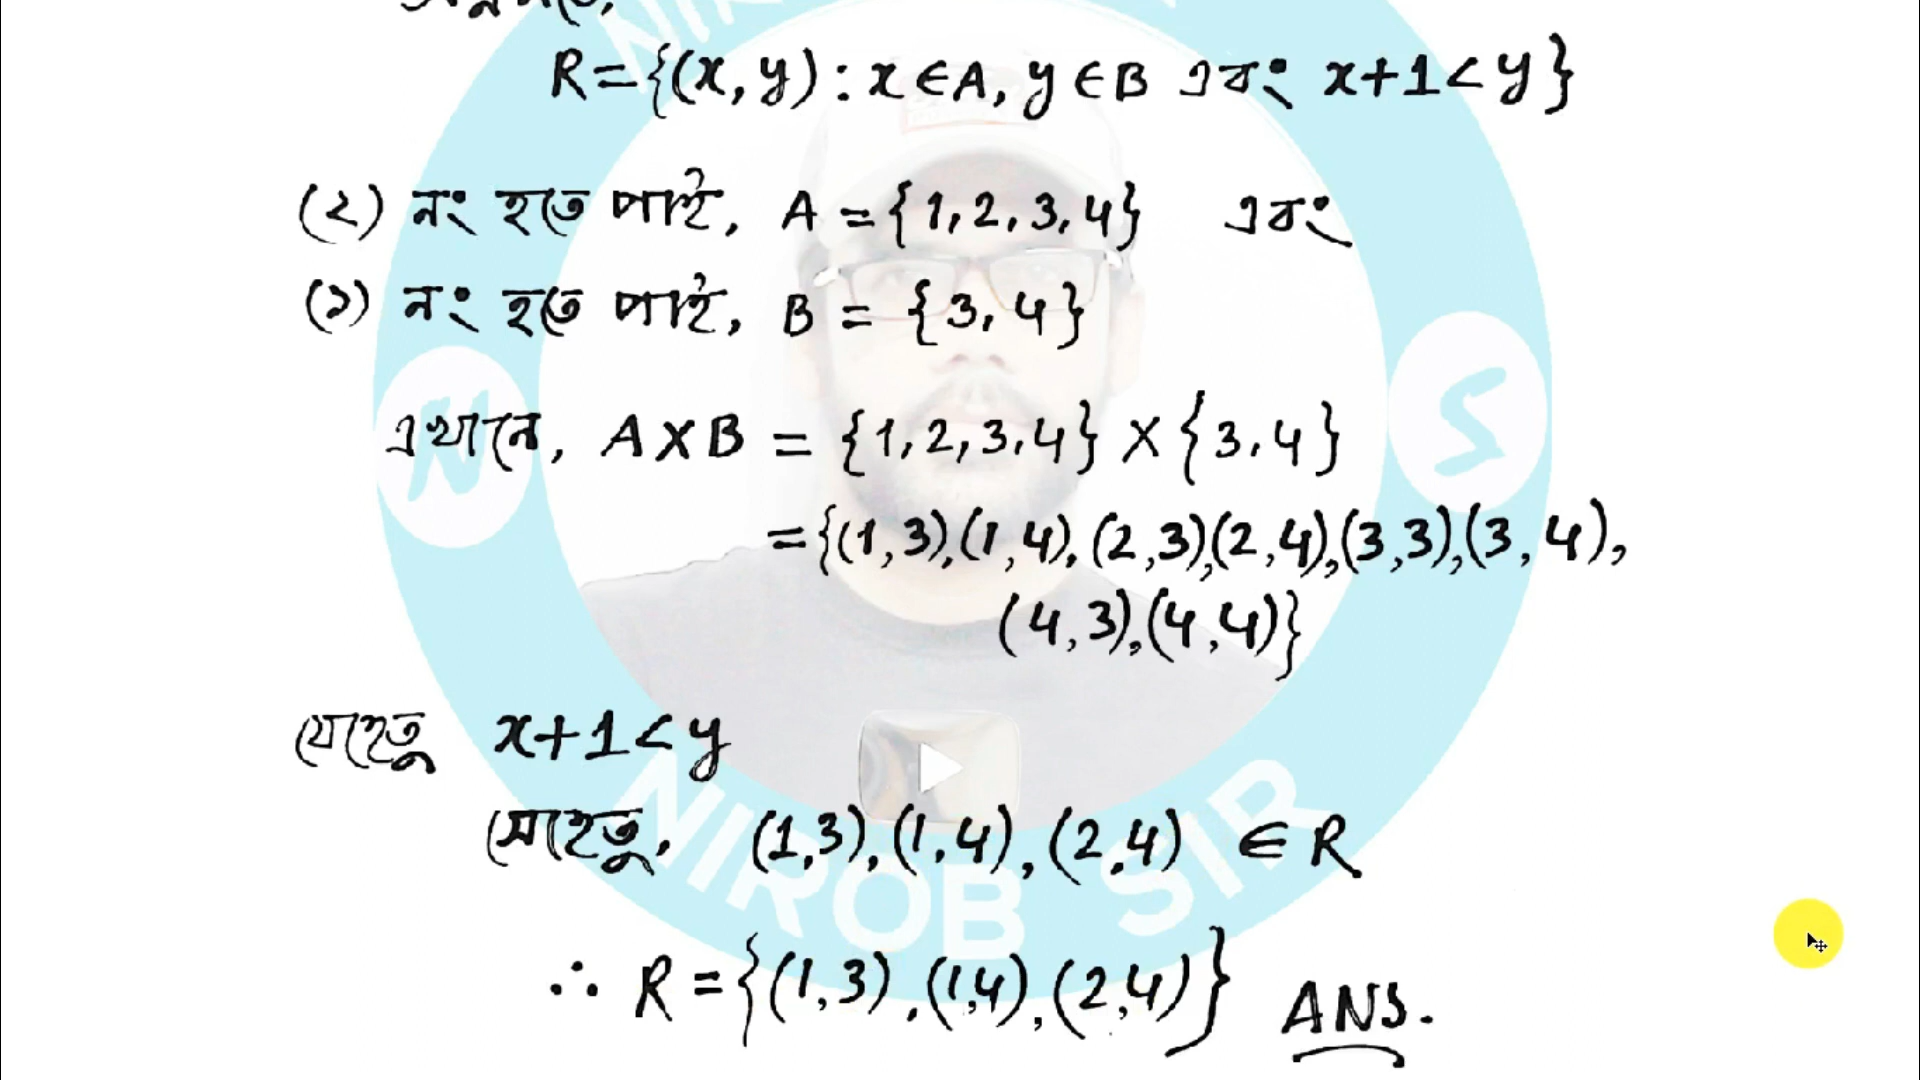 R={(x,y):x∈A, y∈B এবং x+1<y}
(২) নং হতে পাই, A={1,2,3,4} এবং
(১) নং হতে পাই, B = {3,4}
এখানে, A×B = {1,2,3,4}×{3,4}
={(1,3),(1,4),(2,3),(2,4),(3,3),(3,4),
(4,3),(4,4)}
যেহেতু x+1<y
সেহেতু, (1,3),(1,4),(2,4) ∈ R
∴ R={(1,3),(1,4),(2,4)} ANS.
N
S
NIROB SIR